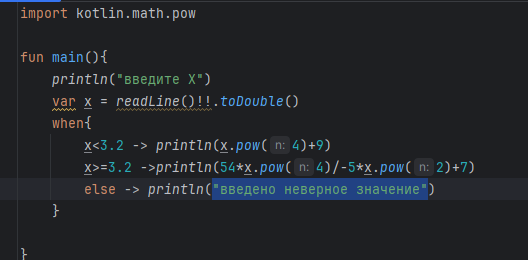 import kotlin.math.pow
fun main(){
println("введите X")
var x = readLine()!!.toDouble()
when{
x<3.2 -> println(x.pow( n: 4)+9)
x>=3.2 ->println(54*x.pow( n: 4)/-5*x.pow( n: 2)+7)
else -> println("введено неверное значение")
}
}